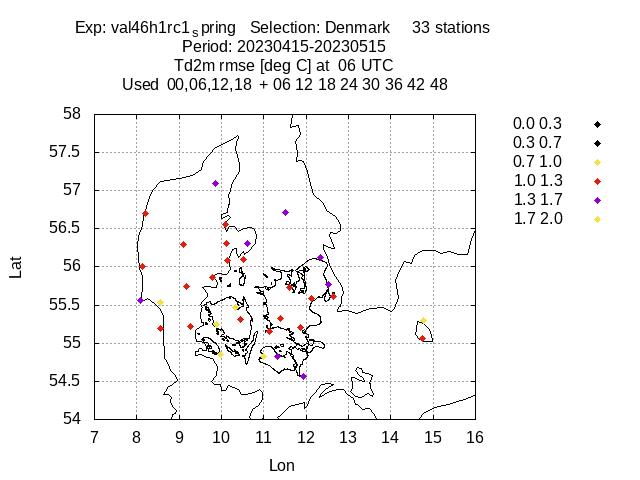 Exp: val46h1rc1spring Selection: Denmark 33 stations
Period: 20230415-20230515
Td2m rmse [deg C] at 06 UTC
Used 00,06,12,18 + 06 12 18 24 30 36 42 48
58
57.5
57
56.5
56
55.5
55
54.5
54
7 8 9 10 11 12 13 14 15 16
Lat
Lon
0.0 0.3
0.3 0.7
0.7 1.0
1.0 1.3
1.3 1.7
1.7 2.0